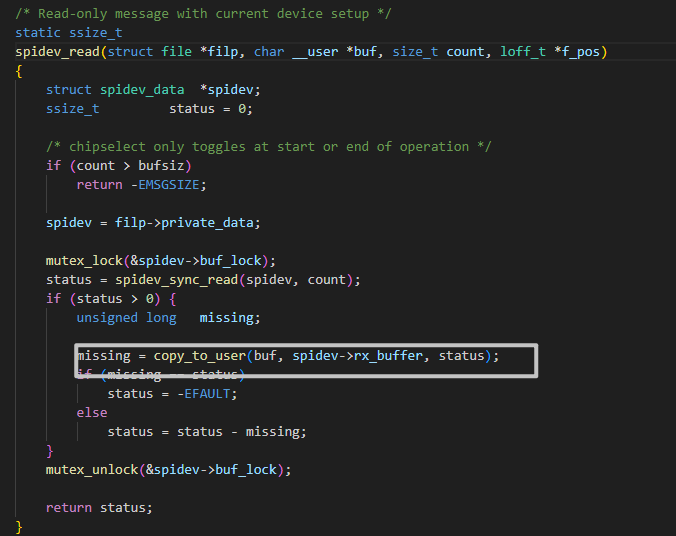 /* Read-only message with current device setup */
static ssize_t
spidev_read(struct file *filp, char __user *buf, size_t count, loff_t *f_pos)
{
    struct spidev_data  *spidev;
    ssize_t         status = 0;

    /* chipselect only toggles at start or end of operation */
    if (count > bufsiz)
        return -EMSGSIZE;

    spidev = filp->private_data;

    mutex_lock(&spidev->buf_lock);
    status = spidev_sync_read(spidev, count);
    if (status > 0) {
        unsigned long   missing;

        missing = copy_to_user(buf, spidev->rx_buffer, status);
        if (missing == status)
            status = -EFAULT;
        else
            status = status - missing;
    }
    mutex_unlock(&spidev->buf_lock);

    return status;
}